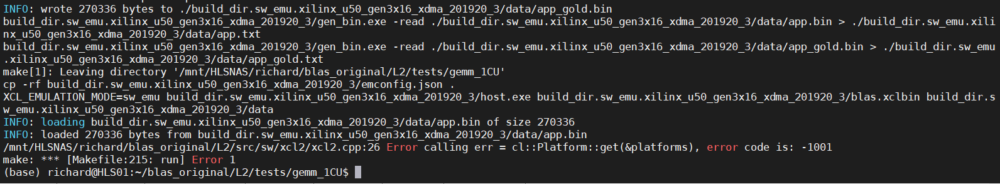 INFO: wrote 270336 bytes to ./build_dir.sw_emu.xilinx_u50_gen3x16_xdma_201920_3/data/app_gold.bin
build_dir.sw_emu.xilinx_u50_gen3x16_xdma_201920_3/gen_bin.exe -read ./build_dir.sw_emu.xilinx_u50_gen3x16_xdma_201920_3/data/app.bin > ./build_dir.sw_emu.xili
nx_u50_gen3x16_xdma_201920_3/data/app.txt
build_dir.sw_emu.xilinx_u50_gen3x16_xdma_201920_3/gen_bin.exe -read ./build_dir.sw_emu.xilinx_u50_gen3x16_xdma_201920_3/data/app_gold.bin > ./build_dir.sw_emu
.xilinx_u50_gen3x16_xdma_201920_3/data/app_gold.txt
make[1]: Leaving directory '/mnt/HLSNAS/richard/blas_original/L2/tests/gemm_1CU'
cp -rf build_dir.sw_emu.xilinx_u50_gen3x16_xdma_201920_3/emconfig.json .
XCL_EMULATION_MODE=sw_emu build_dir.sw_emu.xilinx_u50_gen3x16_xdma_201920_3/host.exe build_dir.sw_emu.xilinx_u50_gen3x16_xdma_201920_3/blas.xclbin build_dir.s
w_emu.xilinx_u50_gen3x16_xdma_201920_3/data
INFO: loading build_dir.sw_emu.xilinx_u50_gen3x16_xdma_201920_3/data/app.bin of size 270336
INFO: loaded 270336 bytes from build_dir.sw_emu.xilinx_u50_gen3x16_xdma_201920_3/data/app.bin
/mnt/HLSNAS/richard/blas_original/L2/src/sw/xcl2/xcl2.cpp:26 Error calling err = cl::Platform::get(&platforms), error code is: -1001
make: *** [Makefile:215: run] Error 1
(base) richard@HLS01:~/blas_original/L2/tests/gemm_1CU$